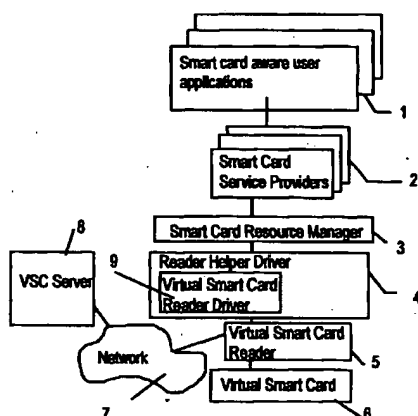 Smart card aware user
applications
1
Smart Card
Service Providers
2
Smart Card Resource Manager
3
8
9
VSC Server
Reader Helper Driver
Virtual Smart Card
Reader Driver
4
Network
Virtual Smart Card
Reader
5
Virtual Smart Card
7
6